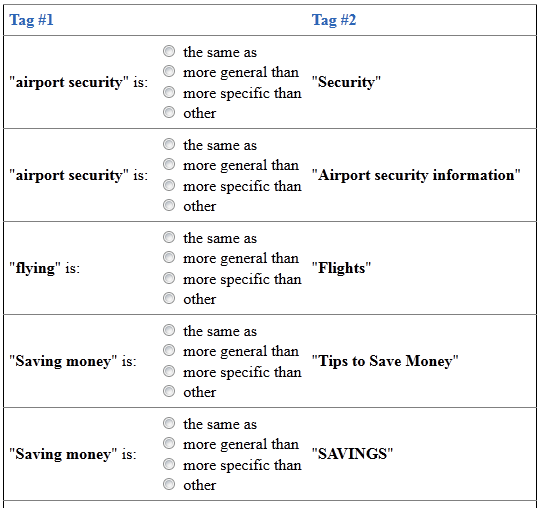 Tag #1 Tag #2
the same as
more general than
"airport security" is: "Security"
more specific than
other
the same as
more general than
"airport security" is: "Airport security information"
more specific than
other
the same as
more general than
"flying" is: "Flights"
more specific than
other
the same as
more general than
"Saving money" is: "Tips to Save Money"
more specific than
other
the same as
more general than
"Saving money" is: "SAVINGS"
more specific than
other